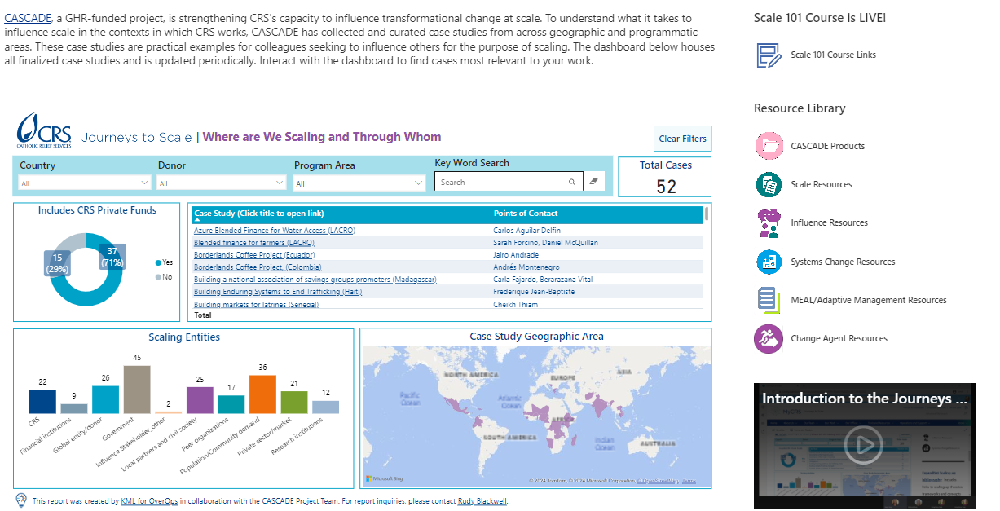 CASCADE, a GHR-funded project, is strengthening CRS's capacity to influence transformational change at scale. To understand what it takes to
influence scale in the contexts in which CRS works, CASCADE has collected and curated case studies from across geographic and programmatic
areas. These case studies are practical examples for colleagues seeking to influence others for the purpose of scaling. The dashboard below houses
all finalized case studies and is updated periodically. Interact with the dashboard to find cases most relevant to your work.
CRS
CATHOLIC RELIEF SERVICES
Journeys to Scale | Where are We Scaling and Through Whom
Clear Filters
Country
All
Donor
All
Program Area
All
Key Word Search
Search
Total Cases
52
Includes CRS Private Funds
15
(29%)
37
(71%)
Yes
No
Case Study (Click title to open link) Points of Contact
Azure Blended Finance for Water Access (LACRO) Carlos Aguilar Delfin
Blended finance for farmers (LACRO) Sarah Forcino, Daniel McQuillan
Borderlands Coffee Project (Ecuador) Jairo Andrade
Borderlands Coffee Project, (Colombia) Andrés Montenegro
Building a national association of savings groups promoters (Madagascar) Carla Fajardo, Berarazana Vital
Building Enduring Systems to End Trafficking (Haiti) Frederique Jean-Baptiste
Building markets for latrines (Senegal) Cheikh Thiam
Total
Scaling Entities
22
9
26
45
2
25
17
36
21
12
CRS
Financial institutions
Global entity/donor
Government
Influence Stakeholder_other
Local partners and civil society
Peer organizations
Population/Community demand
Private sector/market
Research institutions
Case Study Geographic Area
NORTH AMERICA
EUROPE
ASIA
Pacific
Ocean
Atlantic
Ocean
AFRICA
SOUTH AMERICA
Indian
Ocean
AUSTRALIA
Microsoft Bing
© 2024 TomTom, © 2024 Microsoft Corporation, © OpenStreetMap Terms
This report was created by KML for OverOps in collaboration with the CASCADE Project Team. For report inquiries, please contact Rudy Blackwell.
Scale 101 Course is LIVE!
Scale 101 Course Links
Resource Library
CASCADE Products
Scale Resources
Influence Resources
Systems Change Resources
MEAL/Adaptive Management Resources
Change Agent Resources
Introduction to the Journeys ...